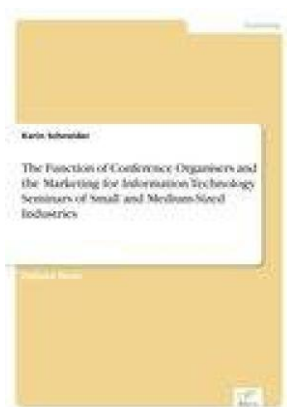 Karin Schneider
The Function of Conference Organisers and
the Marketing for Information Technology
Seminars of Small and Medium-Sized
Industries